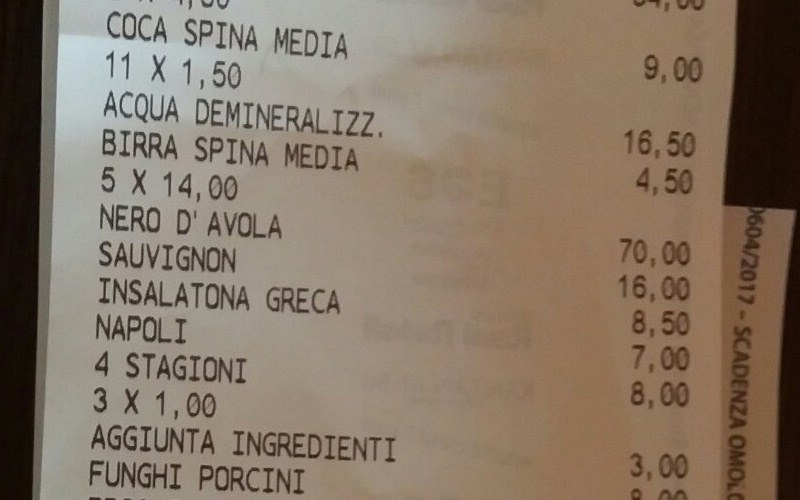 COCA SPINA MEDIA 9,00
11 X 1,50
ACQUA DEMINERALIZZ. 16,50
BIRRA SPINA MEDIA 4,50
5 X 14,00
NERO D'AVOLA 70,00
SAUVIGNON 16,00
INSALATONA GRECA 8,50
NAPOLI 7,00
4 STAGIONI 8,00
3 X 1,00
AGGIUNTA INGREDIENTI 3,00
FUNGHI PORCINI
0604/2017 - SCADENZA